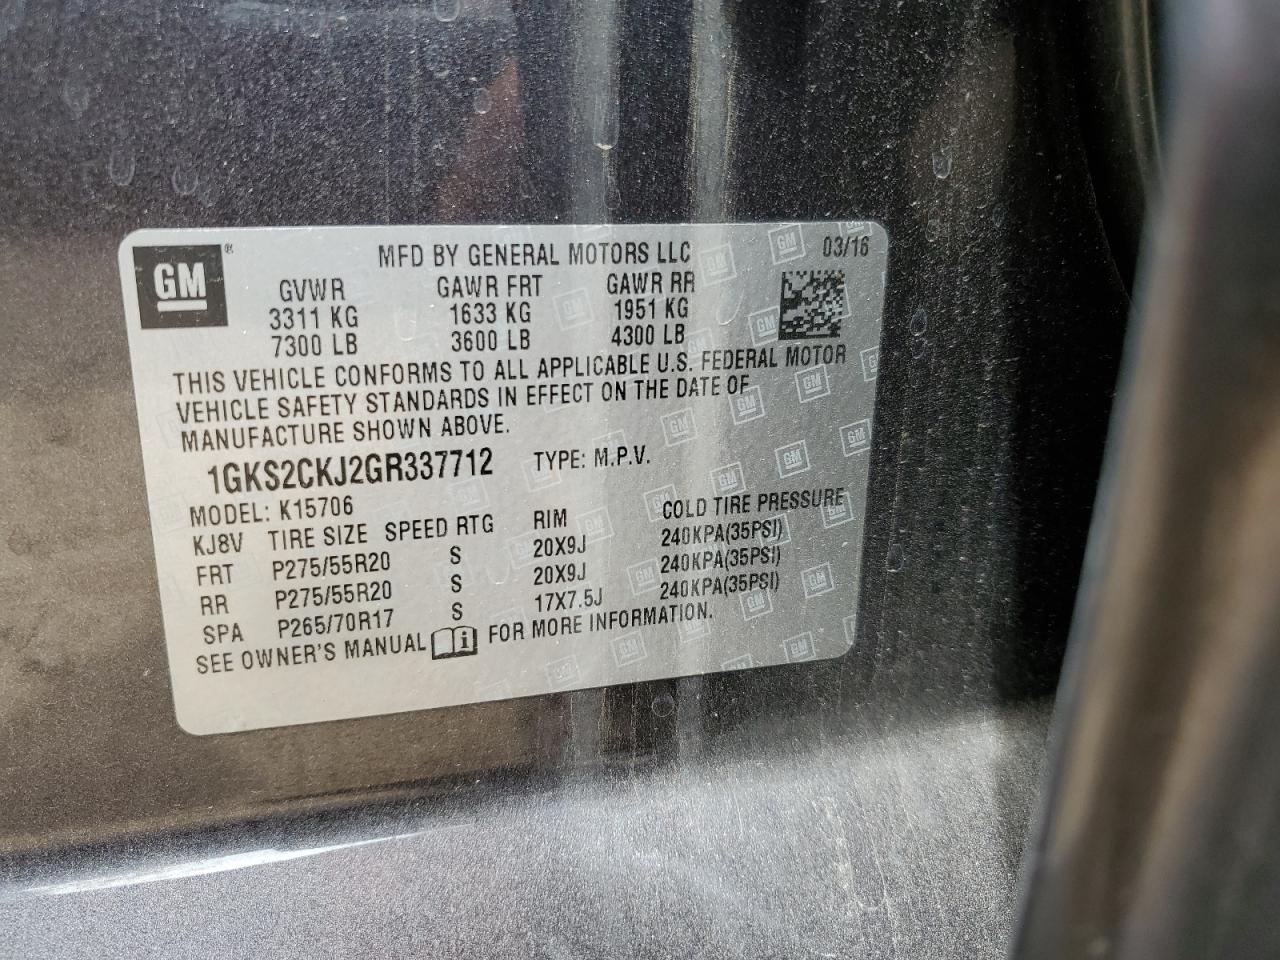 GM ® MFD BY GENERAL MOTORS LLC 03/16
GVWR GAWR FRT GAWR RR
3311 KG 1633 KG 1951 KG
7300 LB 3600 LB 4300 LB
THIS VEHICLE CONFORMS TO ALL APPLICABLE U.S. FEDERAL MOTOR
VEHICLE SAFETY STANDARDS IN EFFECT ON THE DATE OF
MANUFACTURE SHOWN ABOVE.
1GKS2CKJ2GR337712 TYPE: M.P.V.
MODEL: K15706
KJ8V TIRE SIZE SPEED RTG RIM COLD TIRE PRESSURE
FRT P275/55R20 S 20X9J 240KPA(35PSI)
RR P275/55R20 S 20X9J 240KPA(35PSI)
SPA P265/70R17 S 17X7.5J 240KPA(35PSI)
SEE OWNER'S MANUAL i FOR MORE INFORMATION.